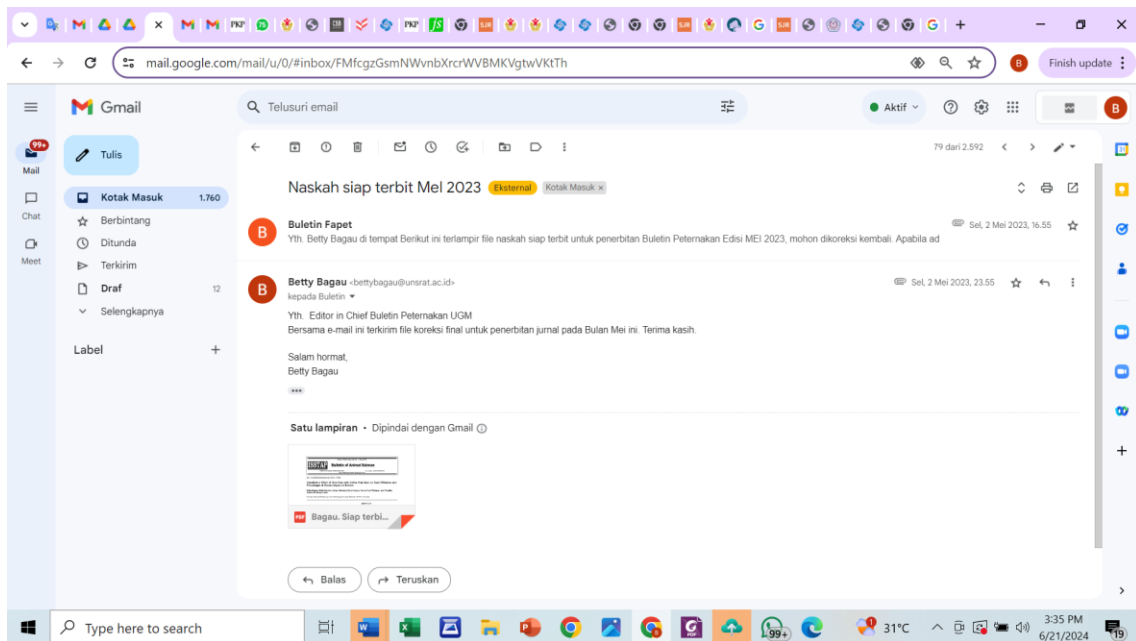 mail.google.com/mail/u/0/#inbox/FMfcgzGsmNWvnbXrcrWVBMKVgtwVKtTh
B
Finish update
Gmail
Telusuri email
Aktif
B
99+
Mail
Chat
Meet
Tulis
Kotak Masuk 1.760
Berbintang
Ditunda
Terkirim
Draf 12
Selengkapnya
Label
79 dari 2.592
Naskah siap terbit Mel 2023 Eksternal Kotak Masuk ×
B
Buletin Fapet
Sel, 2 Mei 2023, 16.55
Yth. Betty Bagau di tempat Berikut ini terlampir file naskah siap terbit untuk penerbitan Buletin Peternakan Edisi MEI 2023, mohon dikoreksi kembali. Apabila ad
B
Betty Bagau <bettybagau@unsrat.ac.id>
Sel, 2 Mei 2023, 23.55
kepada Buletin
Yth. Editor in Chief Buletin Peternakan UGM
Bersama e-mail ini terkirim file koreksi final untuk penerbitan jurnal pada Bulan Mei ini. Terima kasih.
Salam hormat,
Betty Bagau
Satu lampiran • Dipindai dengan Gmail
Bulletin of Animal Science
PDF Bagau. Siap terbi...
Balas
Teruskan
Type here to search
99+
31°C
3:35 PM
6/21/2024
19